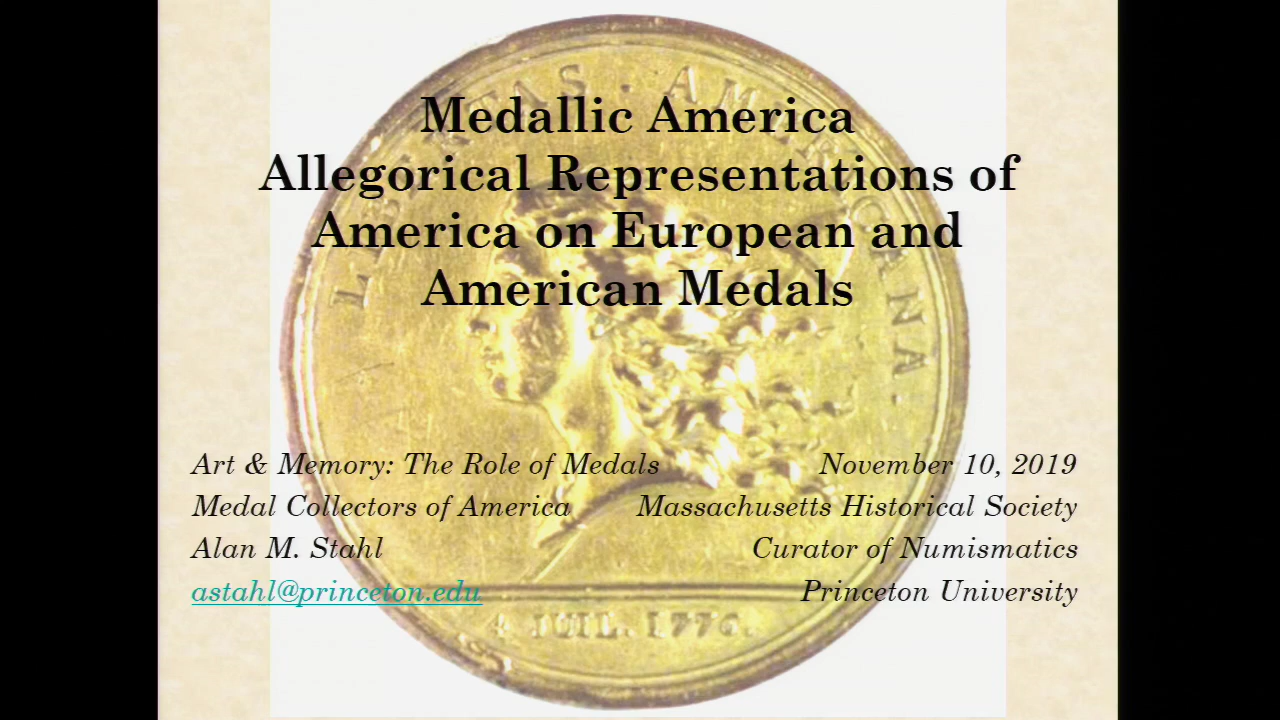 LIBERTAS . AMERICANA.
Medallic America
Allegorical Representations of
America on European and
American Medals
Art & Memory: The Role of Medals November 10, 2019
Medal Collectors of America Massachusetts Historical Society
Alan M. Stahl Curator of Numismatics
astahl@princeton.edu Princeton University
4 JUIL. 1776.